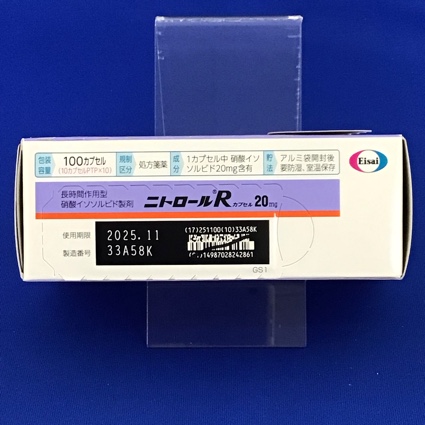 包装容量 100カプセル (10カプセルPTP×10) 規制区分 処方箋薬 成分 1カプセル中 硝酸イソソルビド20mg含有 貯法 アルミ袋開封後要防湿、室温保存
Eisai
長時間作用型
硝酸イソソルビド製剤 ニトロール®Rカプセル 20mg
使用期限 2025.11
製造番号 33A58K
(17)251100(10)33A58K
14987028242861
GS1